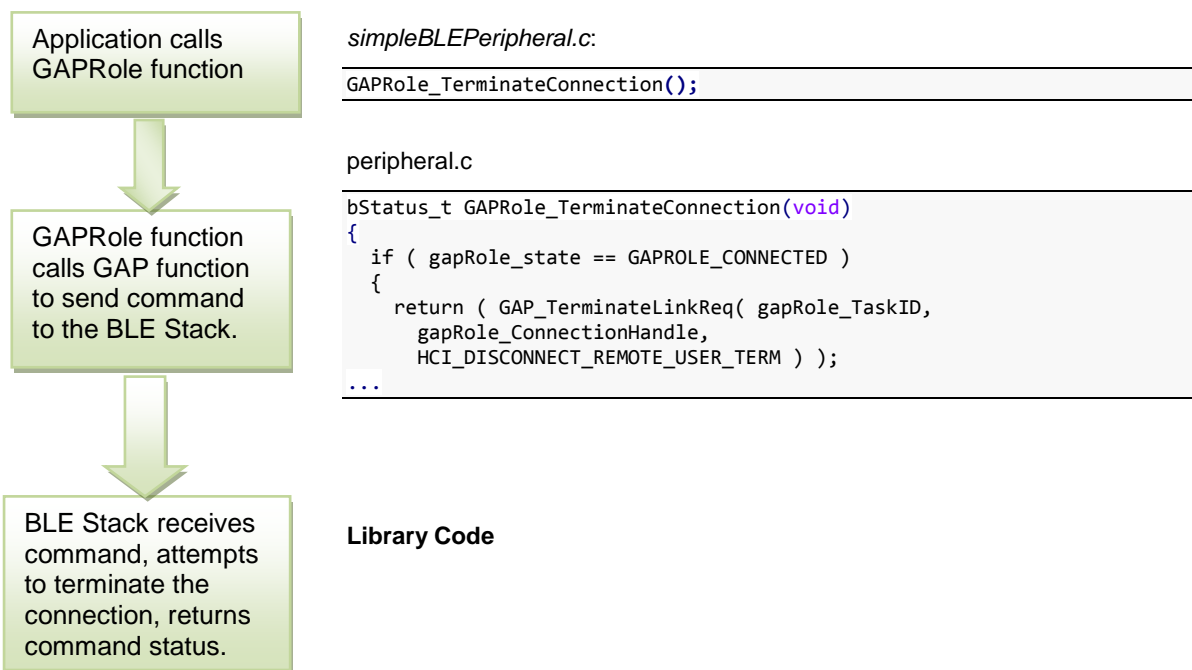 Application calls
GAPRole function
simpleBLEPeripheral.c:
GAPRole_TerminateConnection();
peripheral.c
GAPRole function
calls GAP function
to send command
to the BLE Stack.
bStatus_t GAPRole_TerminateConnection(void)
{
  if ( gapRole_state == GAPROLE_CONNECTED )
  {
    return ( GAP_TerminateLinkReq( gapRole_TaskID,
      gapRole_ConnectionHandle,
      HCI_DISCONNECT_REMOTE_USER_TERM ) );
...
BLE Stack receives
command, attempts
to terminate the
connection, returns
command status.
Library Code